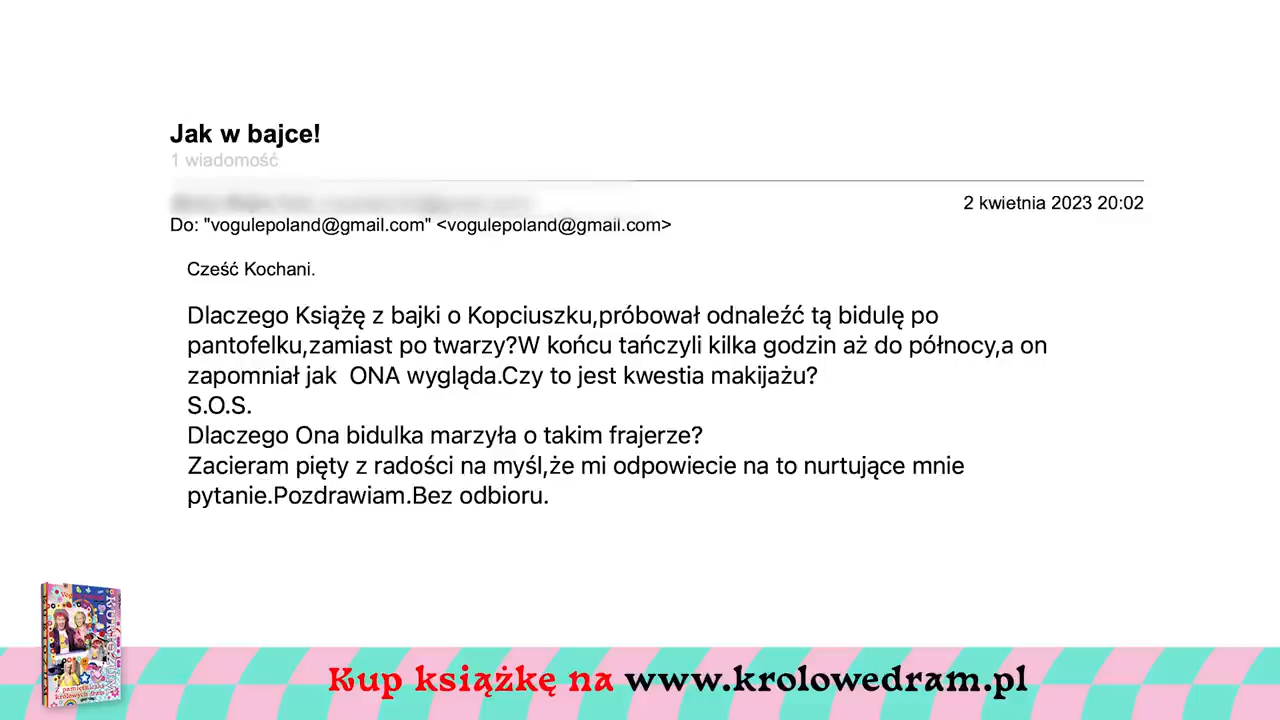 Jak w bajce!
1 wiadomość
2 kwietnia 2023 20:02
Do: "vogulepoland@gmail.com" <vogulepoland@gmail.com>
Cześć Kochani.
Dlaczego Książę z bajki o Kopciuszku,próbował odnaleźć tą bidulę po
pantofelku,zamiast po twarzy?W końcu tańczyli kilka godzin aż do północy,a on
zapomniał jak  ONA wygląda.Czy to jest kwestia makijażu?
S.O.S.
Dlaczego Ona bidulka marzyła o takim frajerze?
Zacieram pięty z radości na myśl,że mi odpowiecie na to nurtujące mnie
pytanie.Pozdrawiam.Bez odbioru.
Z pamiętnika
królowych dram
Kup książkę na www.krolowedram.pl